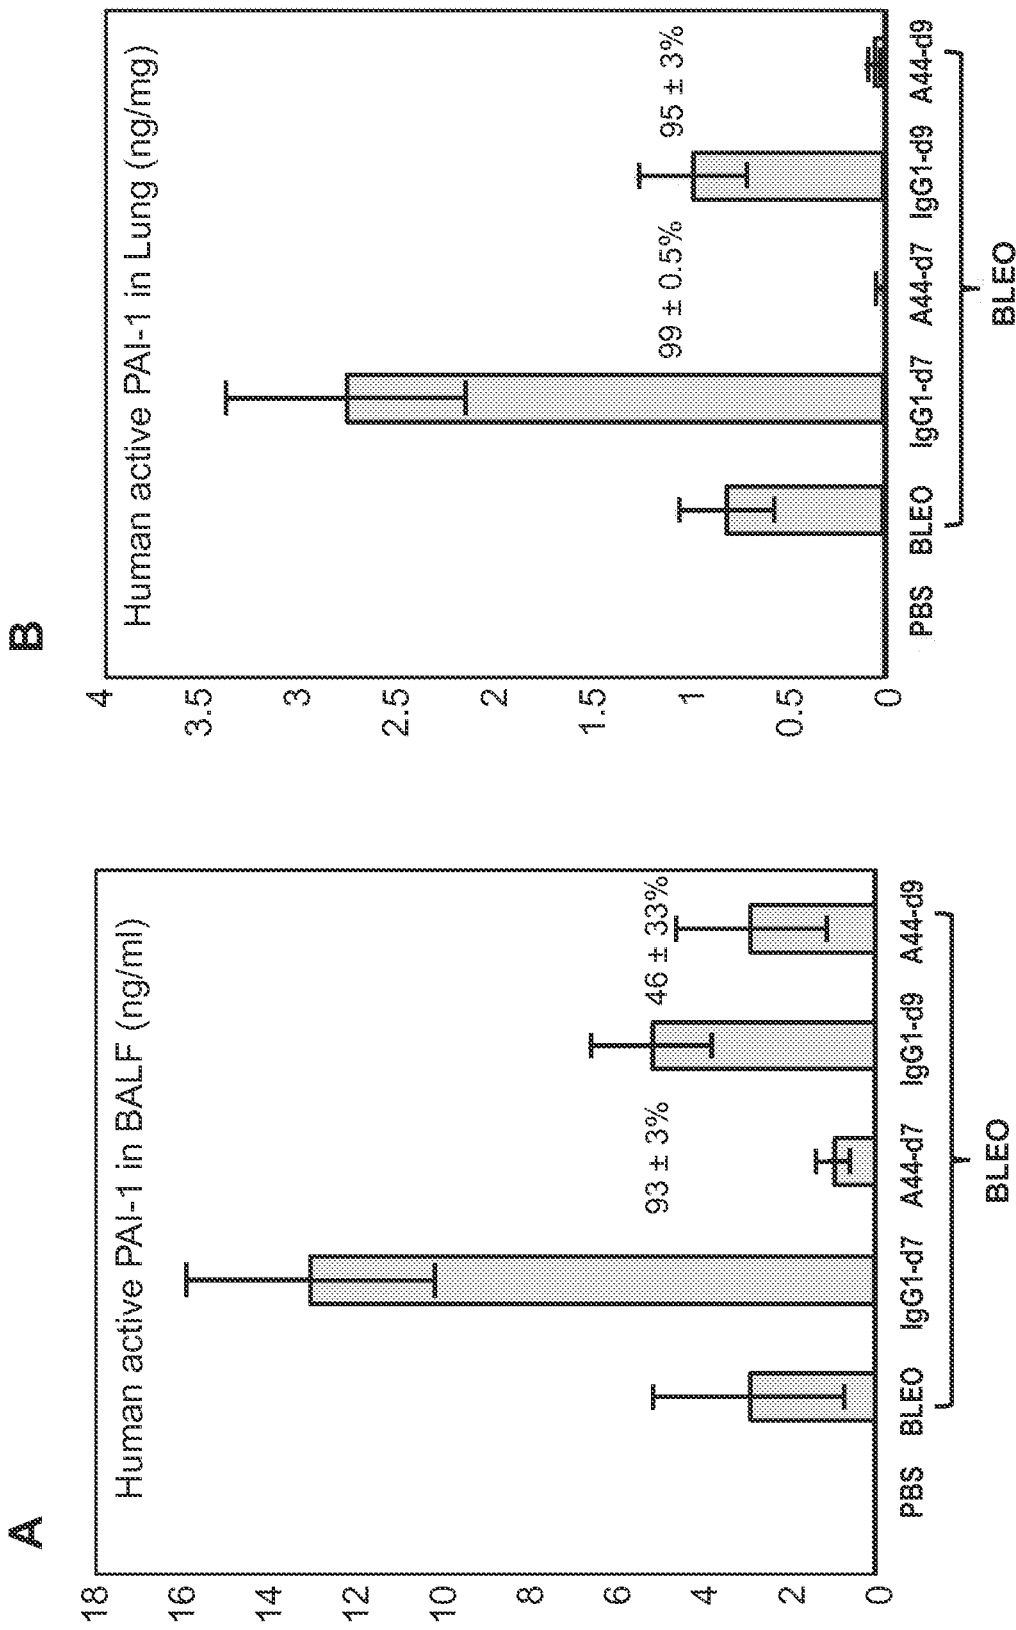 A
Human active PAI-1 in BALF (ng/ml)
18
16
14
12
10
8
6
4
2
0
93 ± 3%
46 ± 33%
PBS BLEO IgG1-d7 A44-d7 IgG1-d9 A44-d9
BLEO
B
Human active PAI-1 in Lung (ng/mg)
4
3.5
3
2.5
2
1.5
1
0.5
0
99 ± 0.5%
95 ± 3%
PBS BLEO IgG1-d7 A44-d7 IgG1-d9 A44-d9
BLEO